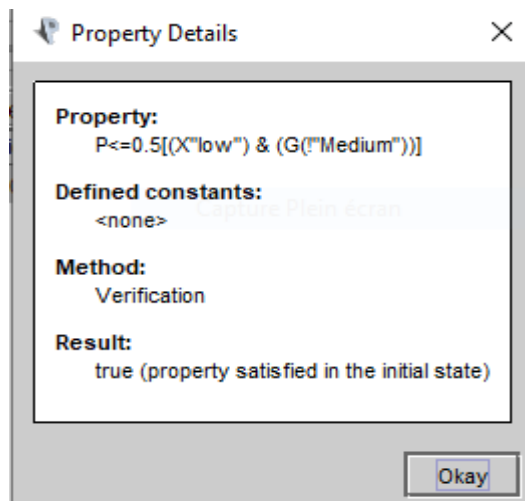 Property Details
Property:
P<=0.5[(X"low") & (G(!"Medium"))]
Defined constants:
<none>
Capture Plein écran
Method:
Verification
Result:
true (property satisfied in the initial state)
Okay